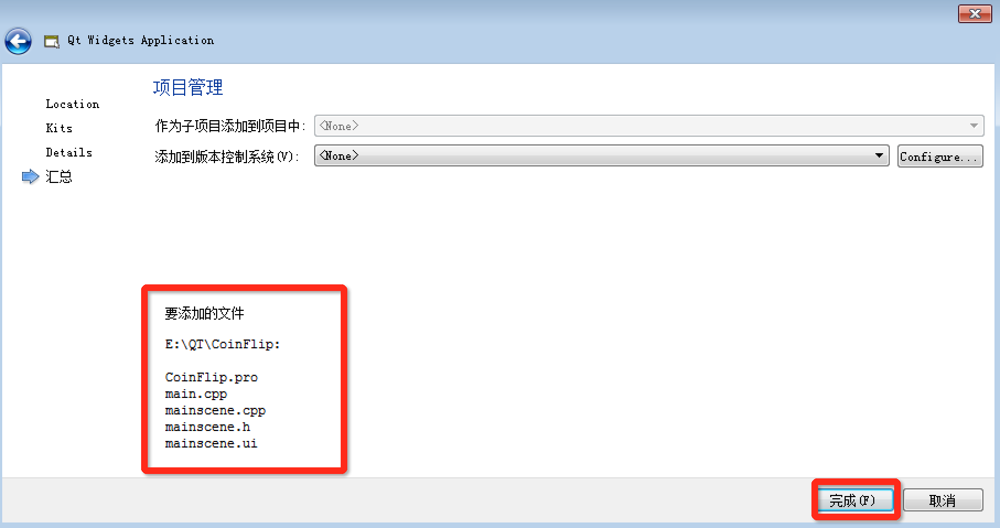 Qt Widgets Application
Location
Kits
Details
汇总
项目管理
作为子项目添加到项目中: <None>
添加到版本控制系统(V): <None> Configure...
要添加的文件
E:\QT\CoinFlip:
CoinFlip.pro
main.cpp
mainscene.cpp
mainscene.h
mainscene.ui
完成(F) 取消